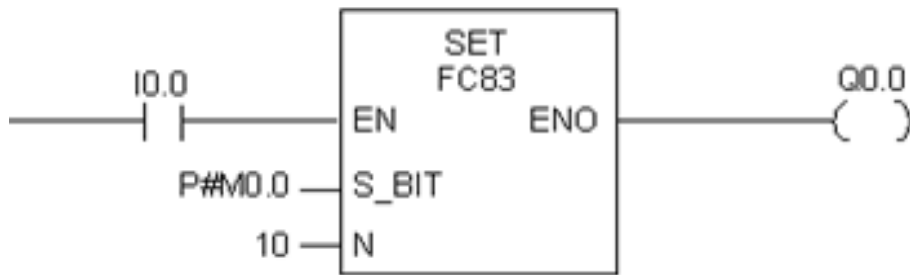 SET
FC83
I0.0
Q0.0
EN
ENO
P#M0.0
S_BIT
10
N